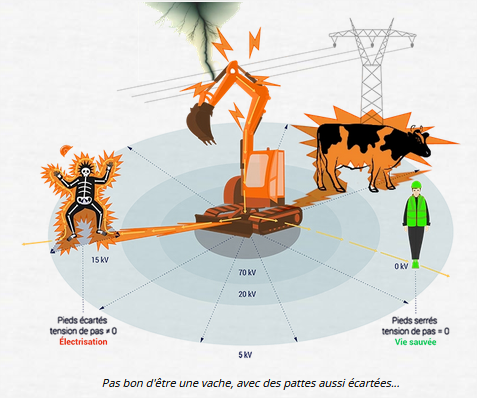 15 kV
0 kV
70 kV
20 kV
Pieds écartés
tension de pas ≠ 0
Électrisation
Pieds serrés
tension de pas = 0
Vie sauvée
5 kV
Pas bon d'être une vache, avec des pattes aussi écartées...